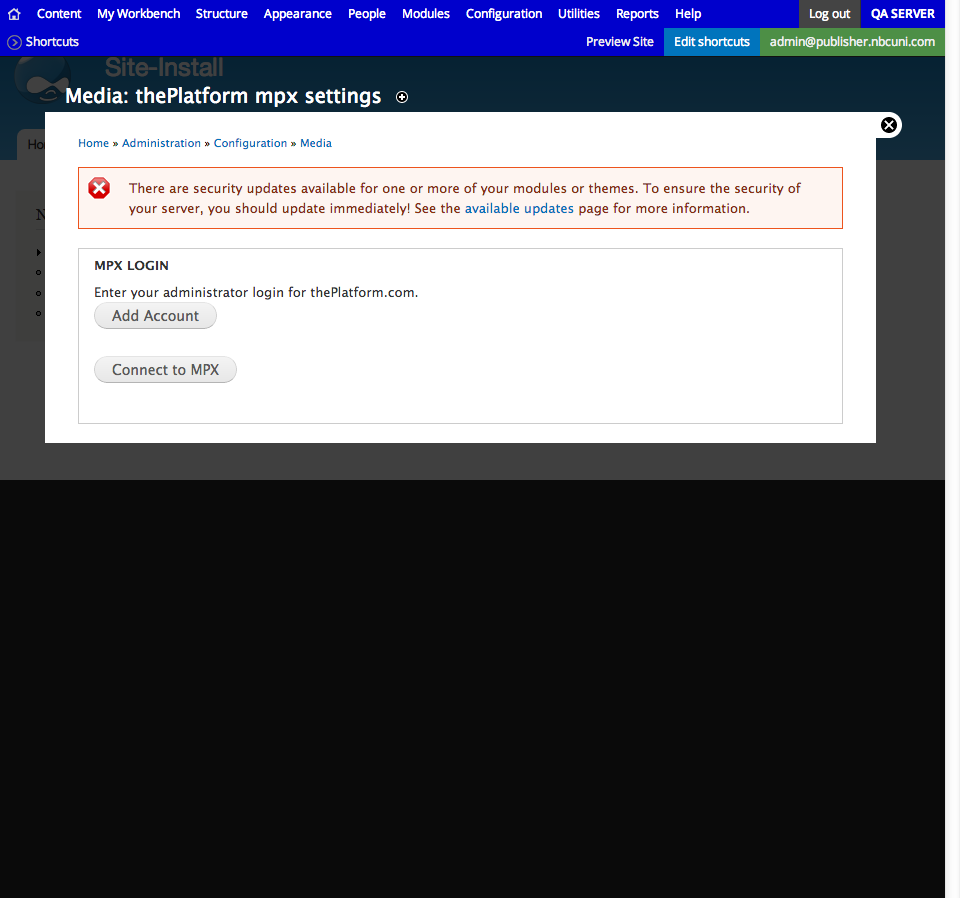 Content My Workbench Structure Appearance People Modules Configuration Utilities Reports Help Log out QA SERVER
Shortcuts Preview Site Edit shortcuts admin@publisher.nbcuni.com
Site-Install
Media: thePlatform mpx settings
Home » Administration » Configuration » Media
There are security updates available for one or more of your modules or themes. To ensure the security of
your server, you should update immediately! See the available updates page for more information.
MPX LOGIN
Enter your administrator login for thePlatform.com.
Add Account
Connect to MPX